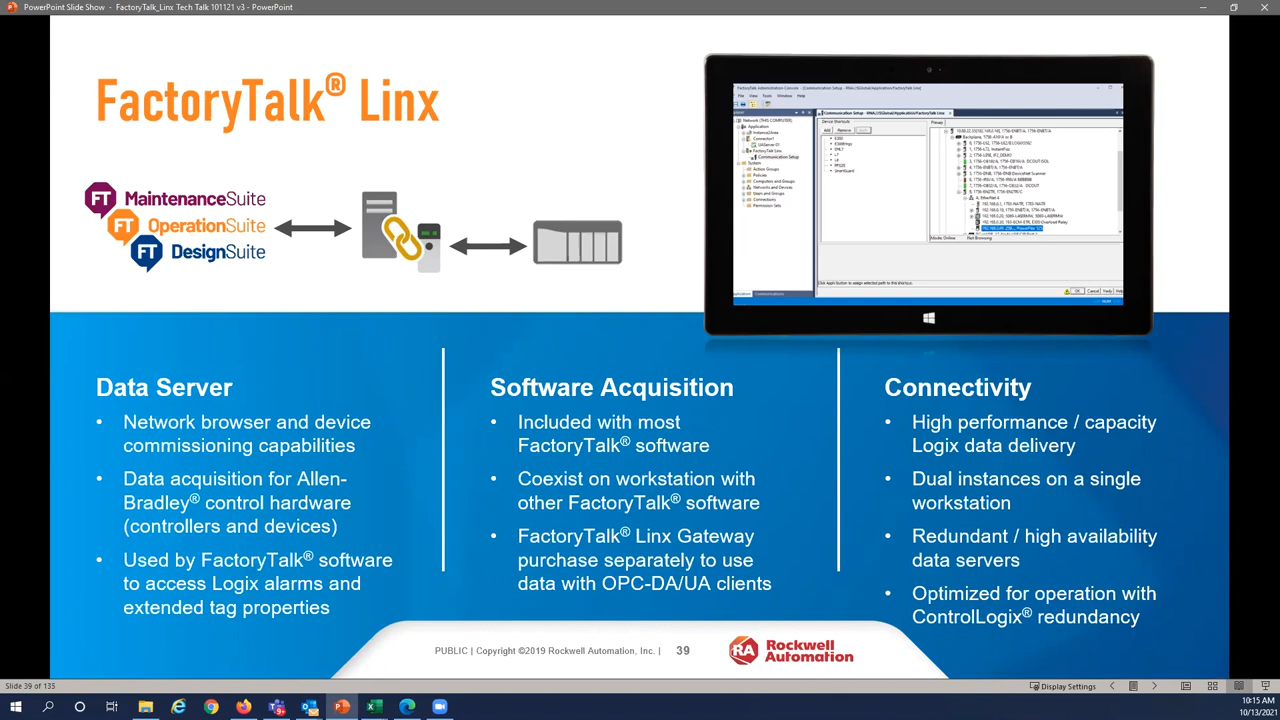 PowerPoint Slide Show - FactoryTalk_Linx Tech Talk 101121 v3 - PowerPoint
FactoryTalk® Linx
FT MaintenanceSuite
FT OperationSuite
FT DesignSuite
Data Server
• Network browser and device
commissioning capabilities
• Data acquisition for Allen-
Bradley® control hardware
(controllers and devices)
• Used by FactoryTalk® software
to access Logix alarms and
extended tag properties
Software Acquisition
• Included with most
FactoryTalk® software
• Coexist on workstation with
other FactoryTalk® software
• FactoryTalk® Linx Gateway
purchase separately to use
data with OPC-DA/UA clients
Connectivity
• High performance / capacity
Logix data delivery
• Dual instances on a single
workstation
• Redundant / high availability
data servers
• Optimized for operation with
ControlLogix® redundancy
PUBLIC | Copyright ©2019 Rockwell Automation, Inc. | 39
RA Rockwell
Automation
Slide 39 of 135
Display Settings
10:15 AM
10/13/2021